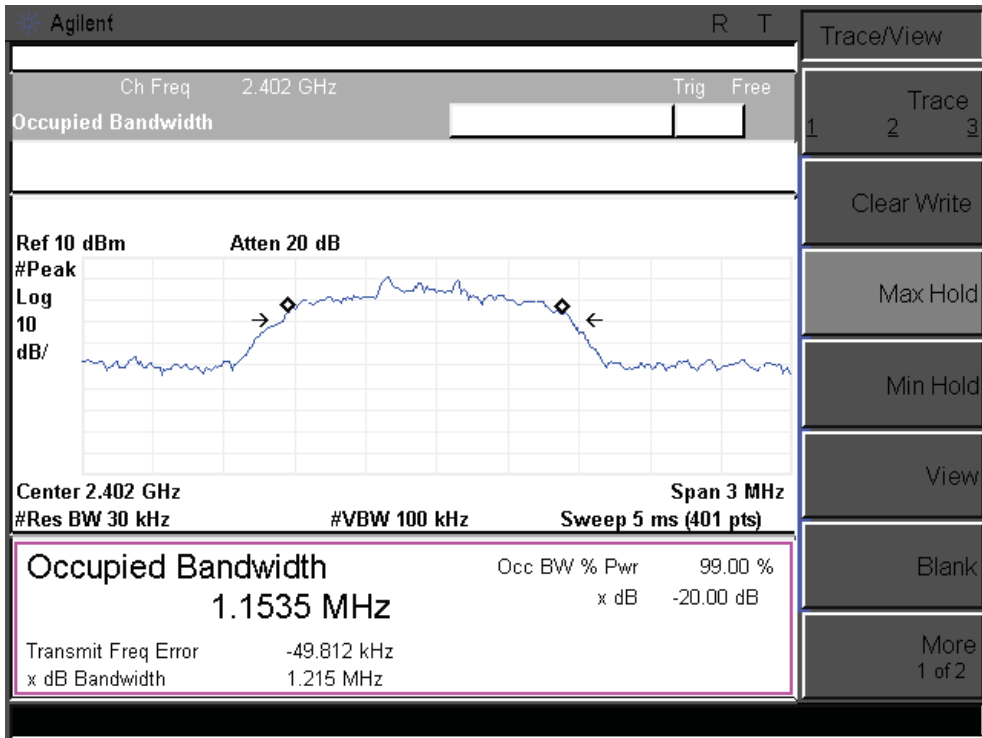 Agilent R T
Trace/View
Ch Freq 2.402 GHz Trig Free
Occupied Bandwidth
Trace
1 2 3
Clear Write
Ref 10 dBm Atten 20 dB
#Peak
Log
10
dB/
Max Hold
Min Hold
View
Center 2.402 GHz Span 3 MHz
#Res BW 30 kHz #VBW 100 kHz Sweep 5 ms (401 pts)
Occupied Bandwidth Occ BW % Pwr 99.00 %
1.1535 MHz x dB -20.00 dB
Transmit Freq Error -49.812 kHz
x dB Bandwidth 1.215 MHz
Blank
More
1 of 2